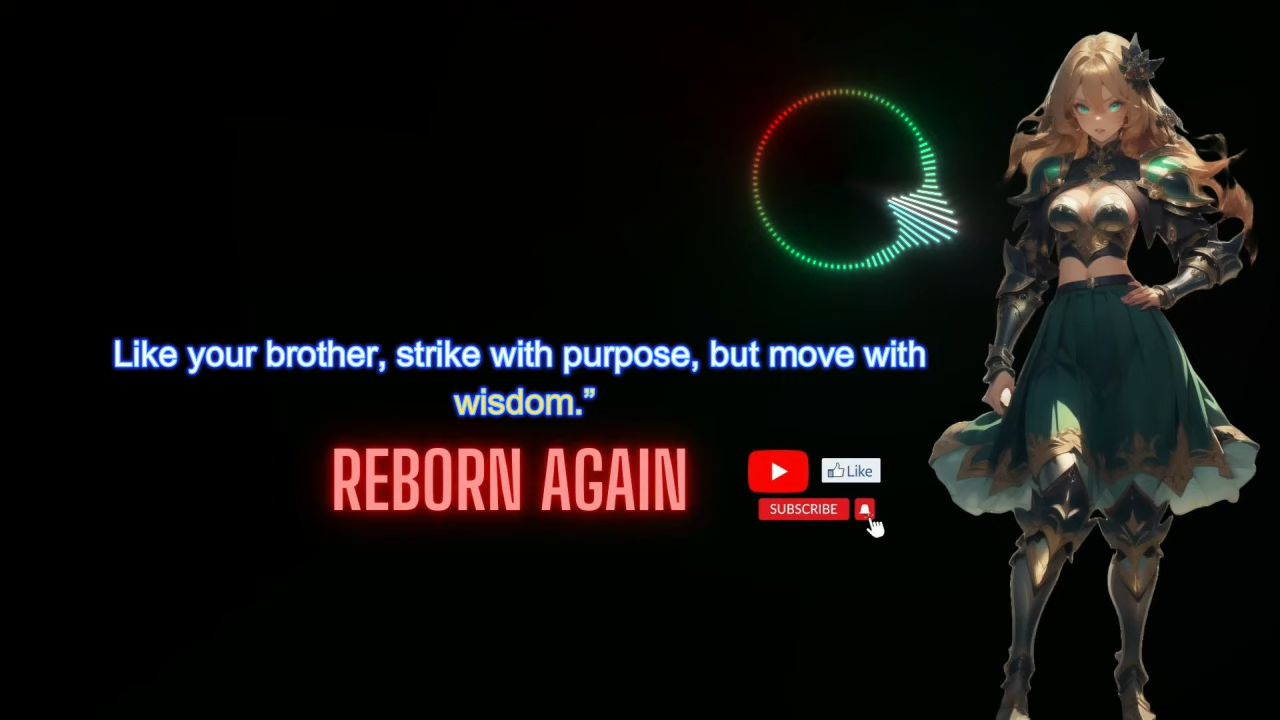 Like your brother, strike with purpose, but move with
wisdom.”
REBORN AGAIN
Like
SUBSCRIBE